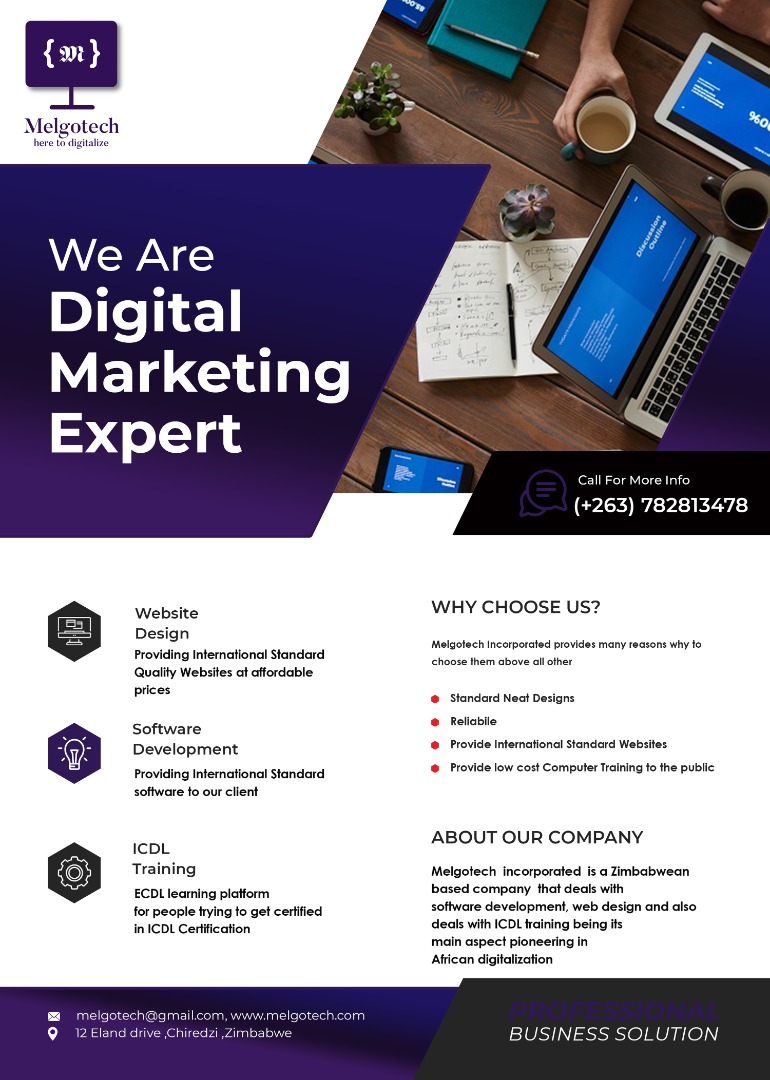 { M }
Melgotech
here to digitalize
We Are
Digital
Marketing
Expert
Discussion
Outline
Call For More Info
(+263) 782813478
Website
Design
Providing International Standard
Quality Websites at affordable
prices
Software
Development
Providing International Standard
software to our client
ICDL
Training
ECDL learning platform
for people trying to get certified
in ICDL Certification
WHY CHOOSE US?
Melgotech Incorporated provides many reasons why to
choose them above all other
Standard Neat Designs
Reliabile
Provide International Standard Websites
Provide low cost Computer Training to the public
ABOUT OUR COMPANY
Melgotech incorporated is a Zimbabwean
based company that deals with
software development, web design and also
deals with ICDL training being its
main aspect pioneering in
African digitalization
melgotech@gmail.com, www.melgotech.com
12 Eland drive ,Chiredzi ,Zimbabwe
PROFESSIONAL
BUSINESS SOLUTION